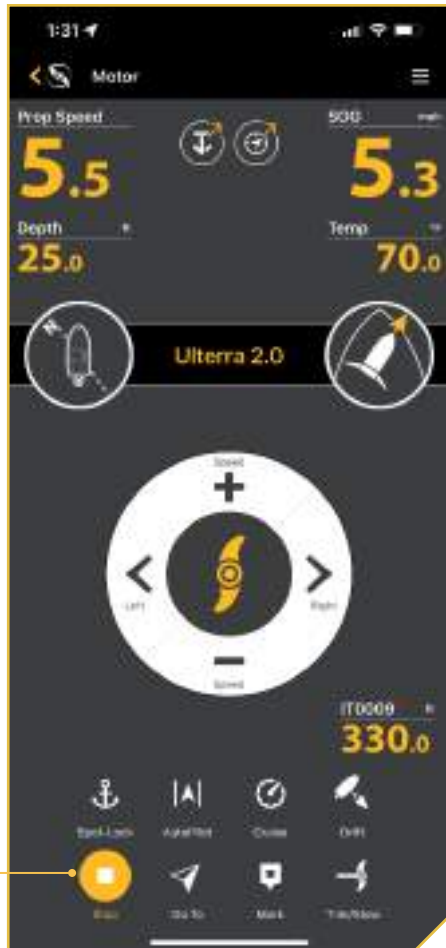 1:31
Motor
Prop Speed
SOG mph
5.5
5.3
Depth
Temp
25.0
70.0
N
Ulterra 2.0
Speed
+
Left
Right
−
Speed
IT0009
330.0
Spot-Lock
AutoPilot
Cruise
Drift
Stop
Go To
Mark
Trim/Stow